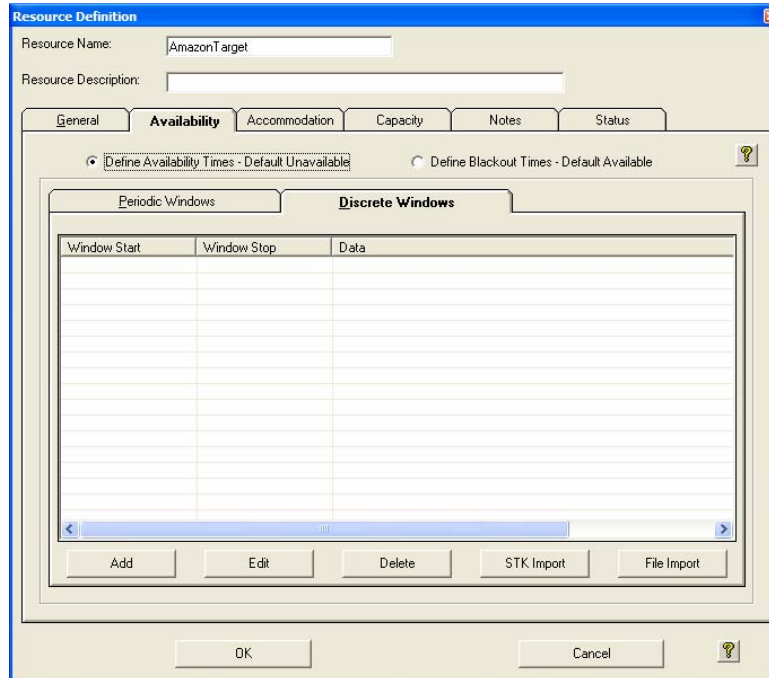 Resource Definition
Resource Name: AmazonTarget
Resource Description:
General Availability Accommodation Capacity Notes Status
Define Availability Times - Default Unavailable Define Blackout Times - Default Available ?
Periodic Windows Discrete Windows
Window Start Window Stop Data
Add Edit Delete STK Import File Import
OK Cancel ?